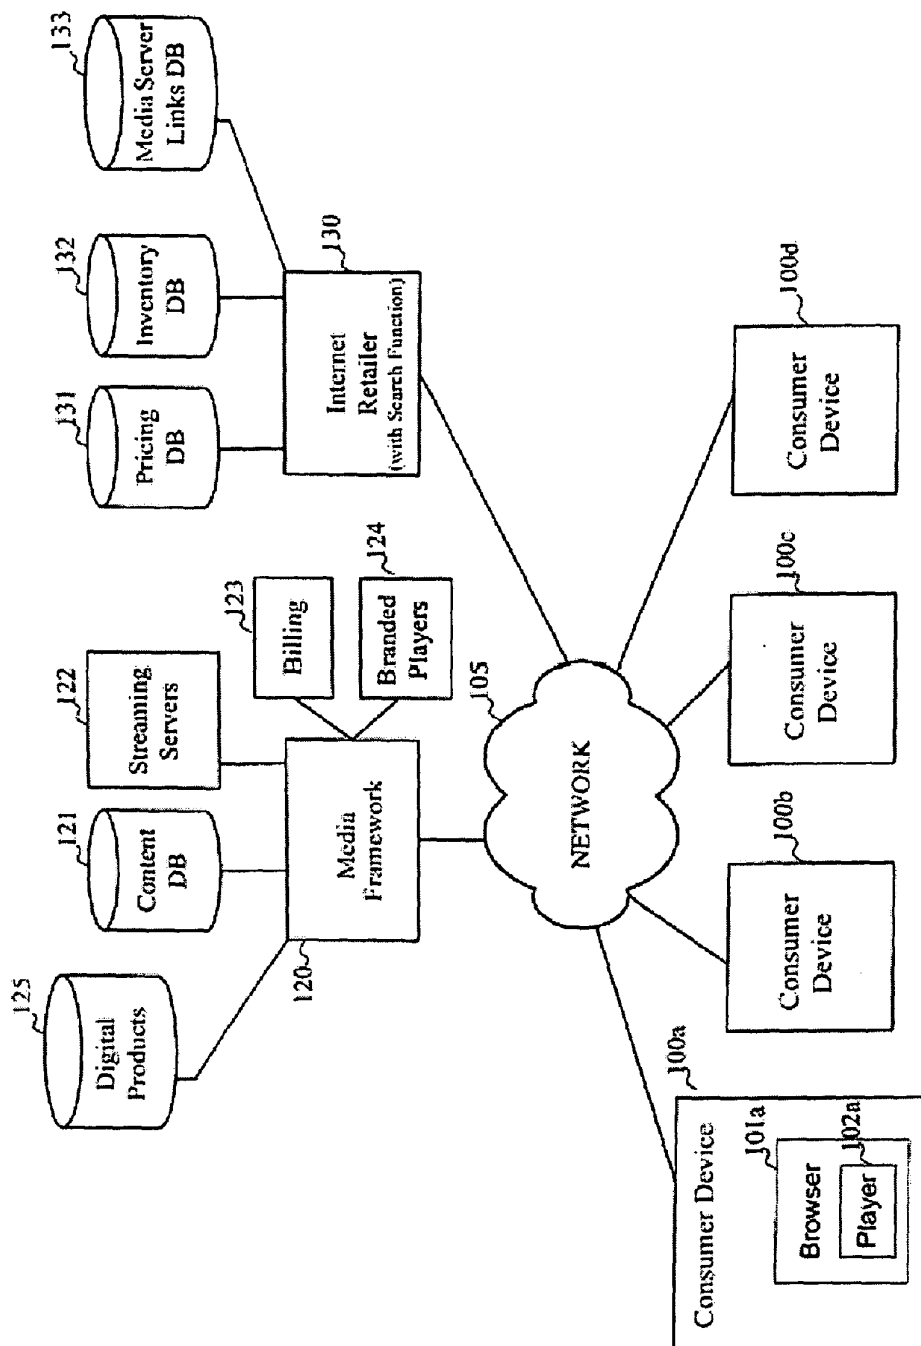 125
Digital
Products
121
Content
DB
122
Streaming
Servers
123
Billing
124
Branded
Players
131
Pricing
DB
132
Inventory
DB
133
Media Server
Links DB
120
Media
Framework
130
Internet
Retailer
(with Search Function)
105
NETWORK
100a
Consumer Device
101a
Browser
102a
Player
100b
Consumer
Device
100c
Consumer
Device
100d
Consumer
Device